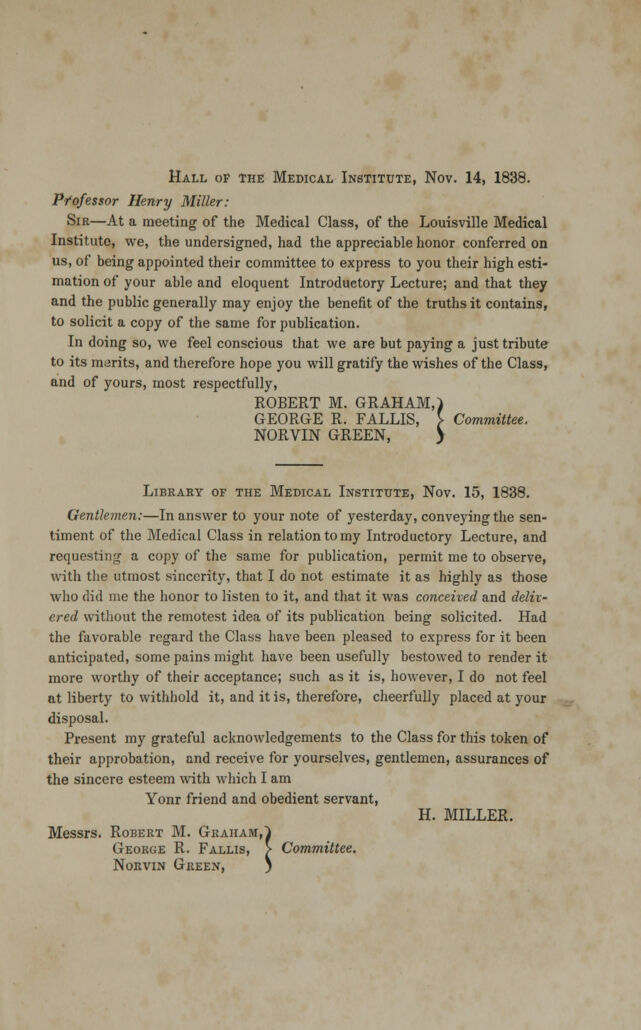 Hall of the Medical Institute, Nov. 14, 1838.
Professor Henry Miller:
Sir—At a meeting of the Medical Class, of the Louisville Medical
Institute, we, the undersigned, had the appreciable honor conferred on
us, of being appointed their committee to express to you their high esti-
mation of your able and eloquent Introductory Lecture; and that they
and the public generally may enjoy the benefit of the truths it contains,
to solicit a copy of the same for publication.
In doing so, we feel conscious that we are but paying a just tribute
to its merits, and therefore hope you will gratify the wishes of the Class,
and of yours, most respectfully,
ROBERT M. GRAHAM,
GEORGE R. FALLIS, } Committee.
NORVIN GREEN,
Library of the Medical Institute, Nov. 15, 1838.
Gentlemen:—In answer to your note of yesterday, conveying the sen-
timent of the Medical Class in relation to my Introductory Lecture, and
requesting a copy of the same for publication, permit me to observe,
with the utmost sincerity, that I do not estimate it as highly as those
who did me the honor to listen to it, and that it was conceived and deliv-
ered without the remotest idea of its publication being solicited. Had
the favorable regard the Class have been pleased to express for it been
anticipated, some pains might have been usefully bestowed to render it
more worthy of their acceptance; such as it is, however, I do not feel
at liberty to withhold it, and it is, therefore, cheerfully placed at your
disposal.
Present my grateful acknowledgements to the Class for this token of
their approbation, and receive for yourselves, gentlemen, assurances of
the sincere esteem with which I am
Yonr friend and obedient servant,
H. MILLER.
Messrs. Robert M. Graham,
George R. Fallis, } Committee.
Norvin Green,